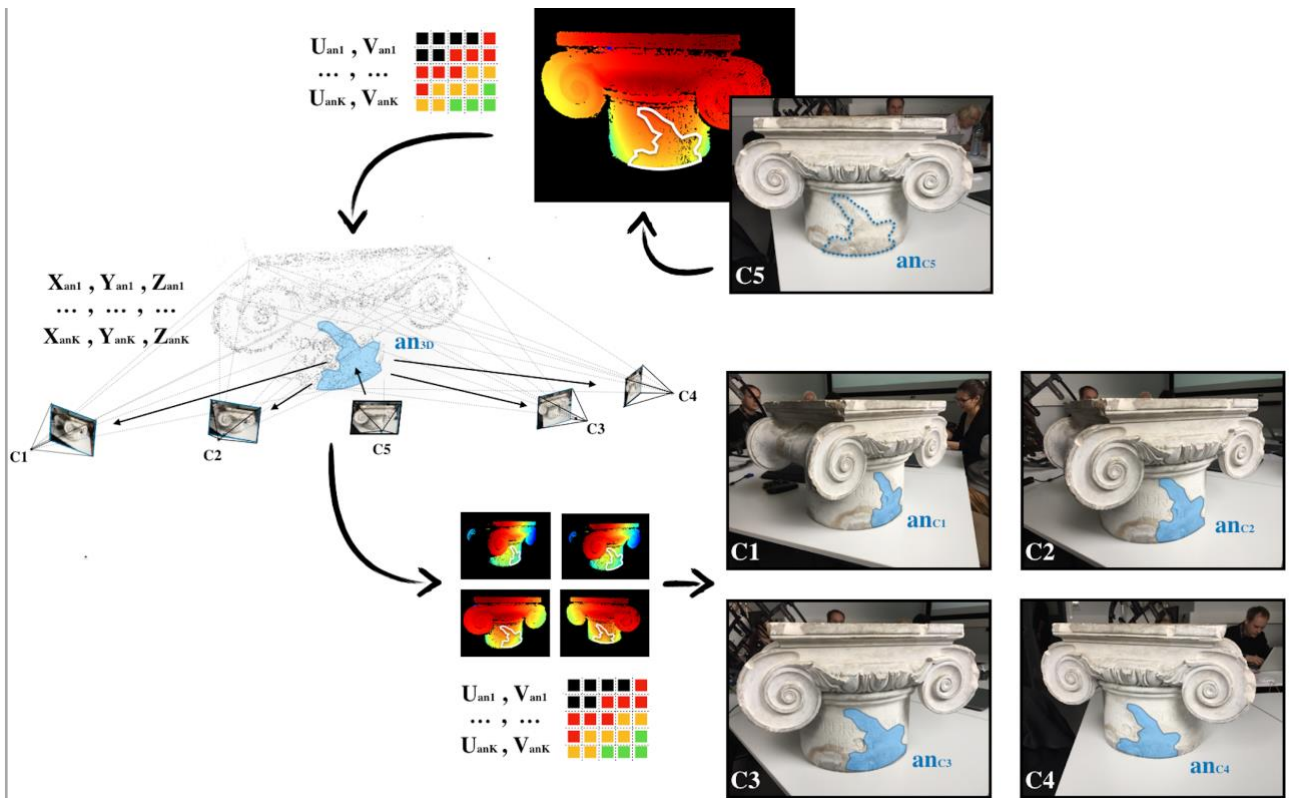 Uan1 , Van1
... , ...
UanK , VanK
C5
anC5
Xan1 , Yan1 , Zan1
... , ... , ...
XanK , YanK , ZanK
an3D
C4
C3
C5
C2
C1
C1
anC1
C2
anC2
Uan1 , Van1
... , ...
UanK , VanK
C3
anC3
C4
anC4